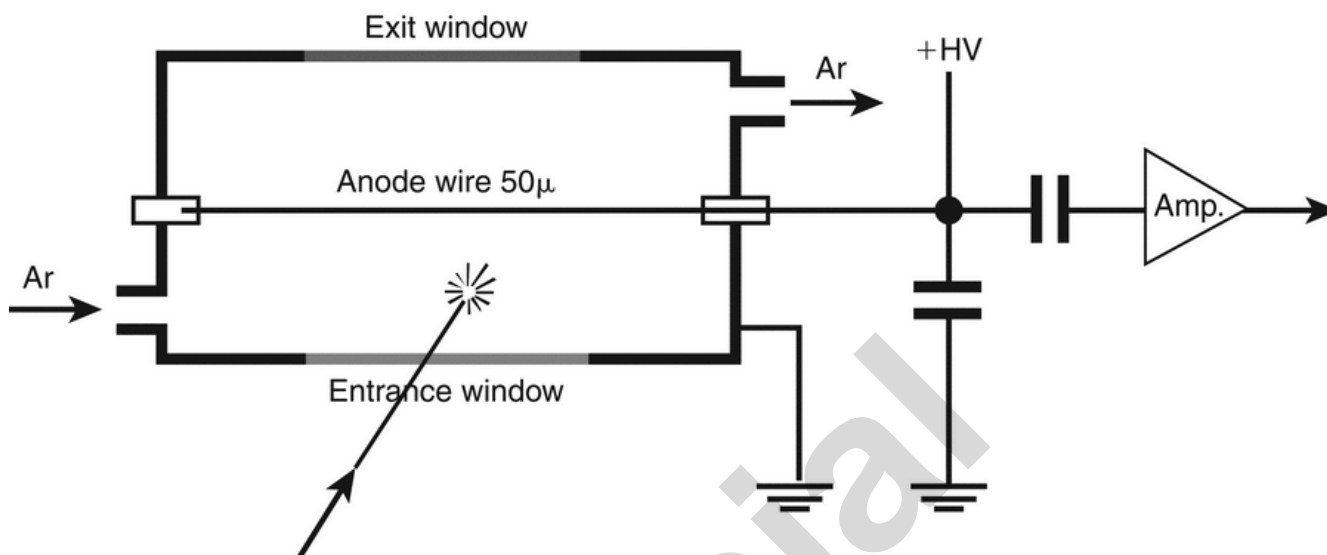 Exit window
Ar
+HV
Anode wire 50µ
Amp.
Ar
Entrance window